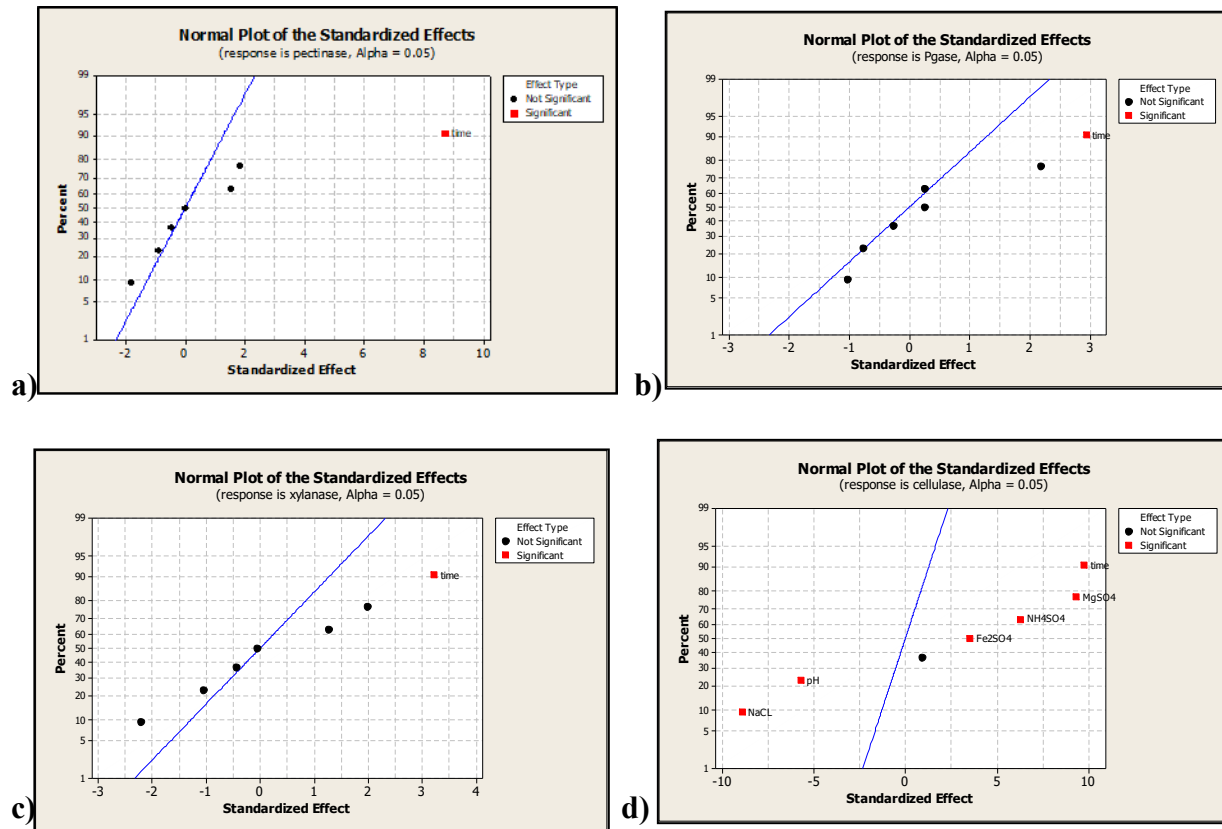 Normal Plot of the Standardized Effects
(response is pectinase, Alpha = 0.05)
99
95
90
80
70
60
50
40
30
20
10
5
1
Percent
-2
0
2
4
6
8
10
Standardized Effect
Effect Type
Not Significant
Significant
time
a)
Normal Plot of the Standardized Effects
(response is Pgase, Alpha = 0.05)
99
95
90
80
70
60
50
40
30
20
10
5
1
Percent
-3
-2
-1
0
1
2
3
Standardized Effect
Effect Type
Not Significant
Significant
time
b)
Normal Plot of the Standardized Effects
(response is xylanase, Alpha = 0.05)
99
95
90
80
70
60
50
40
30
20
10
5
1
Percent
-3
-2
-1
0
1
2
3
4
Standardized Effect
Effect Type
Not Significant
Significant
time
c)
Normal Plot of the Standardized Effects
(response is cellulase, Alpha = 0.05)
99
95
90
80
70
60
50
40
30
20
10
5
1
Percent
-10
-5
0
5
10
Standardized Effect
Effect Type
Not Significant
Significant
time
MgSO4
NH4SO4
Fe2SO4
pH
NaCL
d)